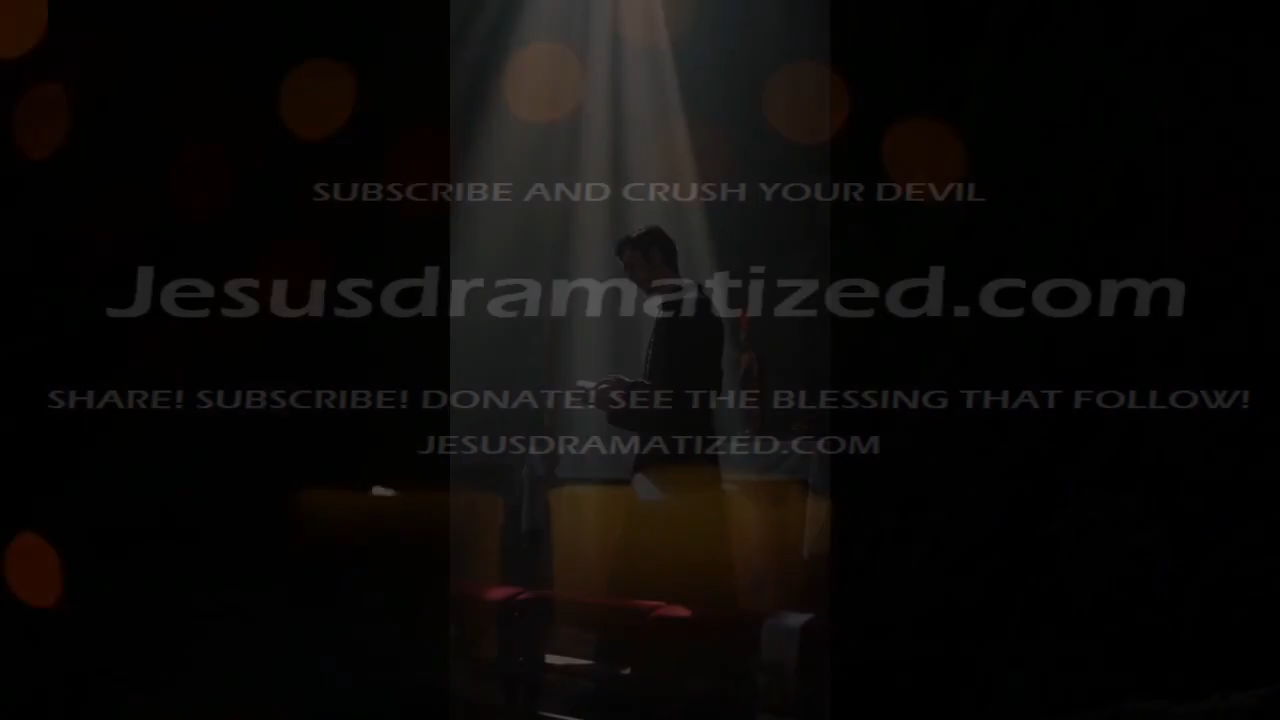 SUBSCRIBE AND CRUSH YOUR DEVIL
Jesusdramatized.com
SHARE! SUBSCRIBE! DONATE! SEE THE BLESSING THAT FOLLOW!
JESUSDRAMATIZED.COM